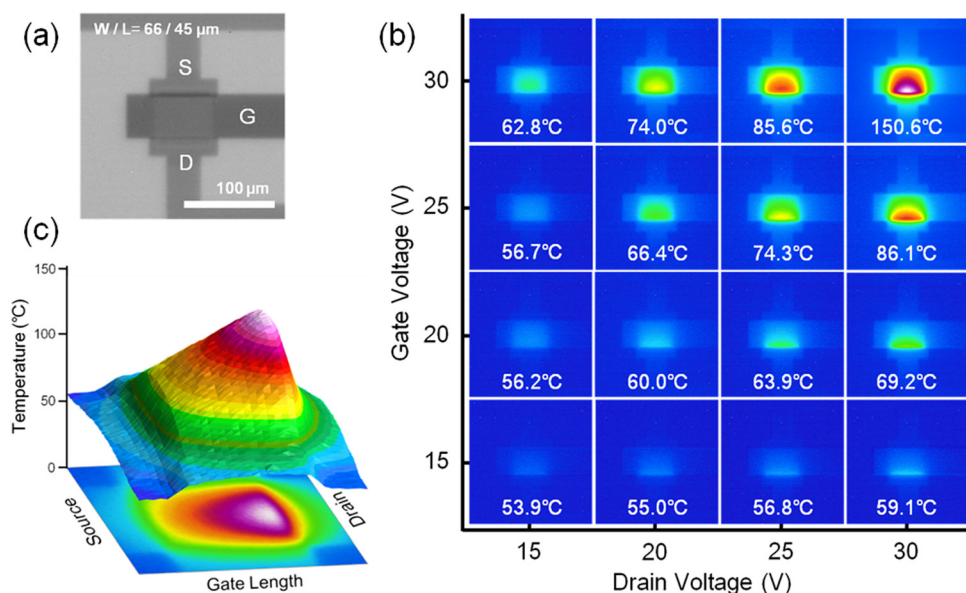 (a)
W / L= 66 / 45 μm
S
G
D
100 μm
(b)
Gate Voltage (V)
30
62.8℃
74.0℃
85.6℃
150.6℃
25
56.7℃
66.4℃
74.3℃
86.1℃
20
56.2℃
60.0℃
63.9℃
69.2℃
15
53.9℃
55.0℃
56.8℃
59.1℃
15
20
25
30
Drain Voltage (V)
(c)
Temperature (℃)
150
100
50
0
Source
Drain
Gate Length